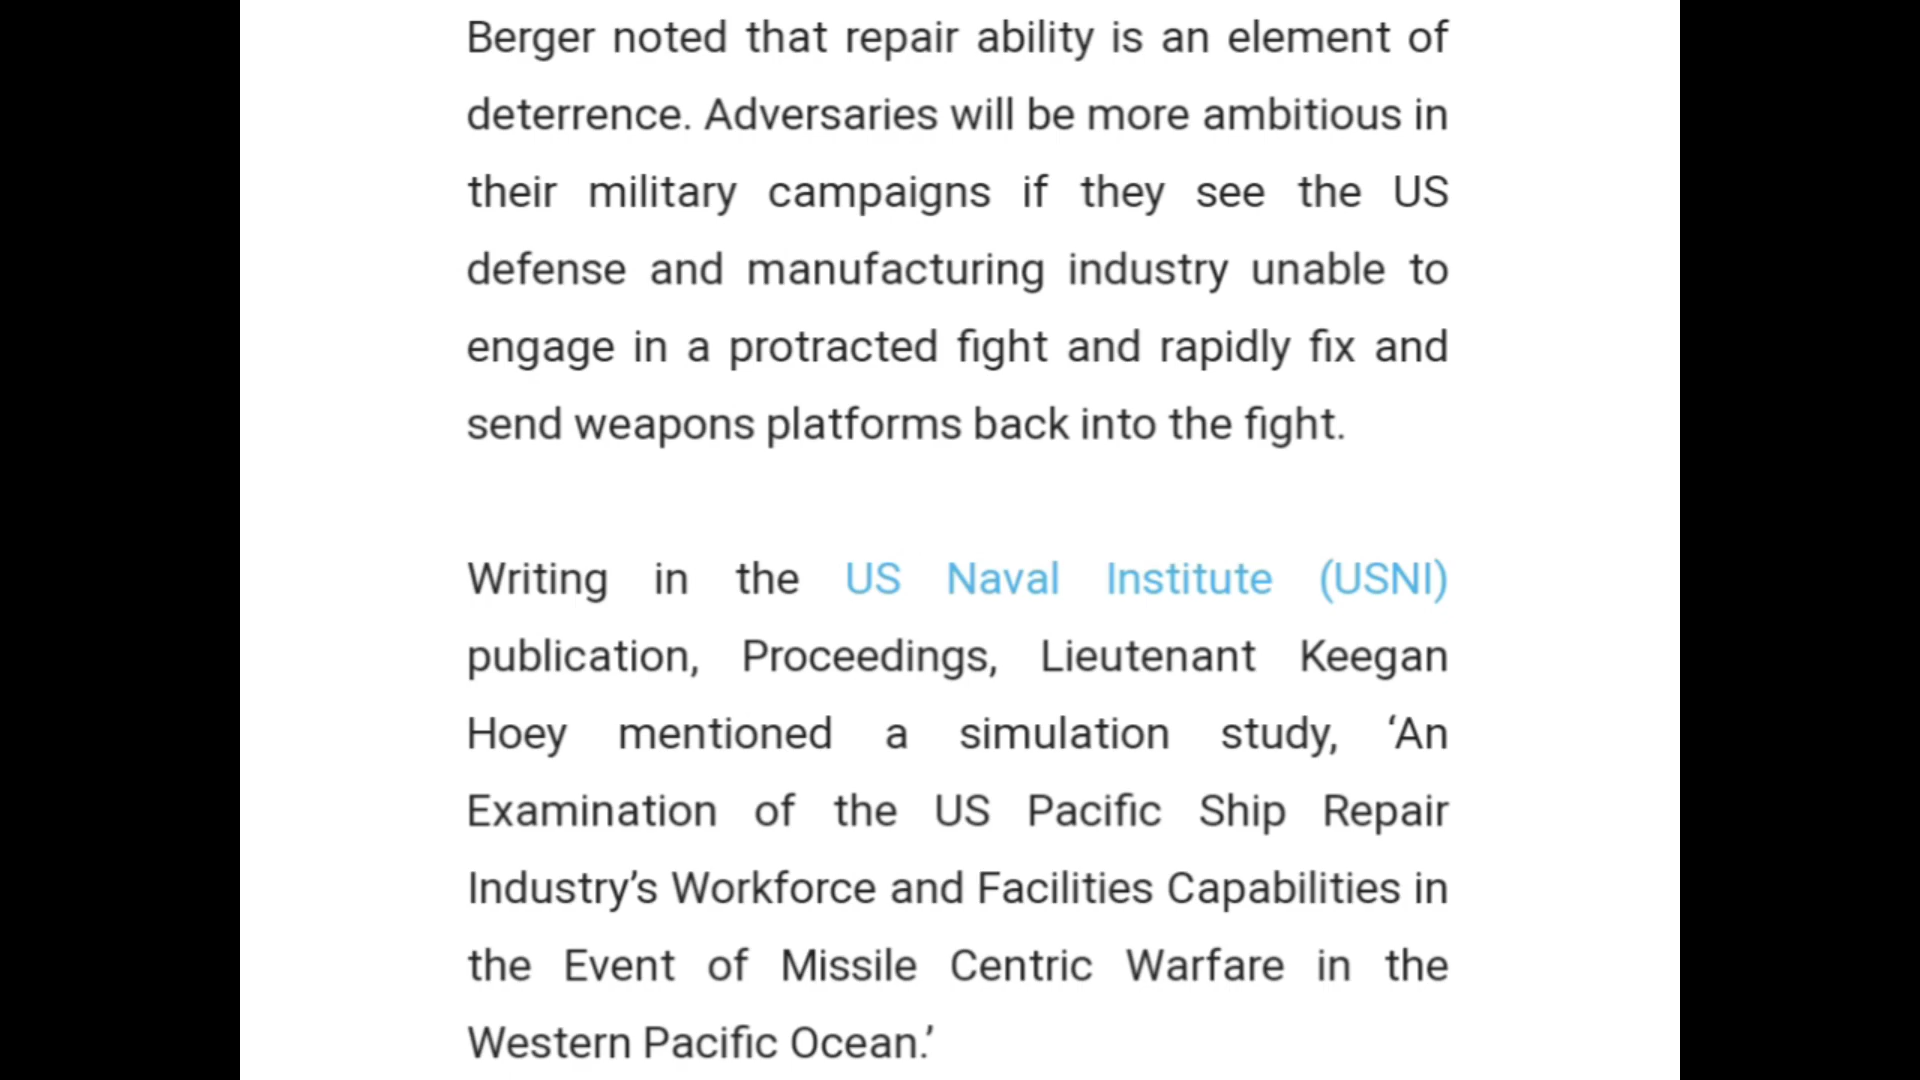 Berger noted that repair ability is an element of
deterrence. Adversaries will be more ambitious in
their military campaigns if they see the US
defense and manufacturing industry unable to
engage in a protracted fight and rapidly fix and
send weapons platforms back into the fight.
Writing in the US Naval Institute (USNI)
publication, Proceedings, Lieutenant Keegan
Hoey mentioned a simulation study, ‘An
Examination of the US Pacific Ship Repair
Industry’s Workforce and Facilities Capabilities in
the Event of Missile Centric Warfare in the
Western Pacific Ocean.’